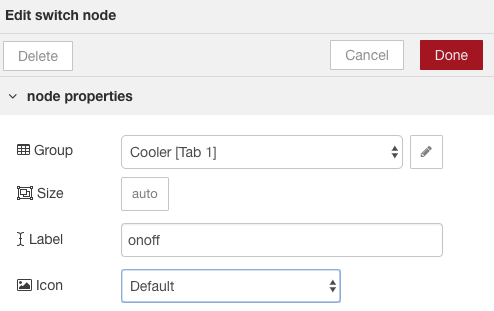 Edit switch node
Delete
Cancel
Done
node properties
Group
Cooler [Tab 1]
Size
auto
Label
onoff
Icon
Default